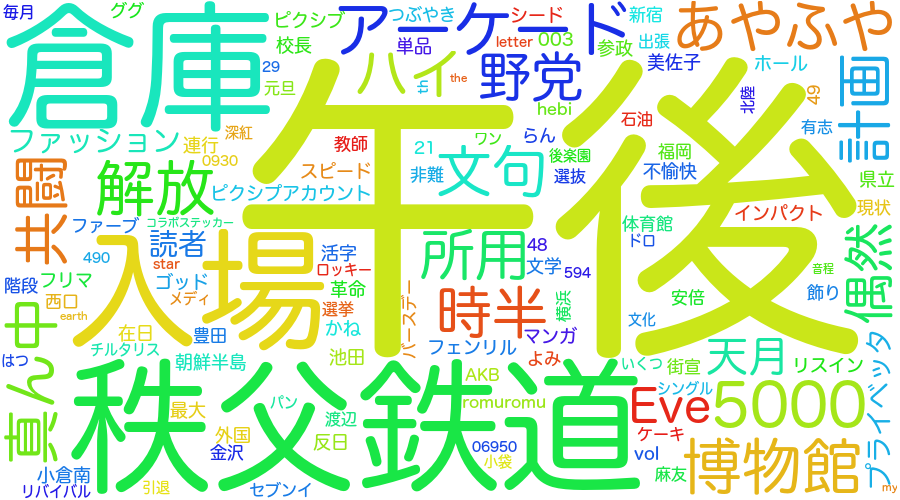 毎月 ググ 倉庫 アーケード つぶやき シード 新宿 あやふや
ピクシブ 校長 単品 letter 003 参政 出張
ハイ 野党 美佐子 ホール 計画
29 元旦 th the 北陸 49
ファッション 連行 深紅 教師 21 ワン らん 石油 有志
0930 スピード 文句 非難 後楽園 選抜 福岡 不愉快 県立
共闘 解放 ピクシブアカウント 午後 インパクト 現状
ファーブ コラボステッカー 体育館 ドロ
490 読者 活字 所用 48 偶然
star ロッキー 文学 594 音程
階段 フリマ ゴッド 革命 安倍 飾り
西口 メディ 選挙 時半 横浜
earth 入場 かね バースデー 文化
真ん中 在日 豊田 マンガ
チルタリス フェンリル 天月 プライベッタ
はつ 朝鮮半島 池田 よみ いくつ 街宣 リスイン
秩父鉄道 AKB シングル
最大 パン romuromu Eve 5000
渡辺 ケーキ
外国 反日 06950 vol 博物館
金沢 小袋 麻友
小倉南
リバイバル 引退 セブンイ my